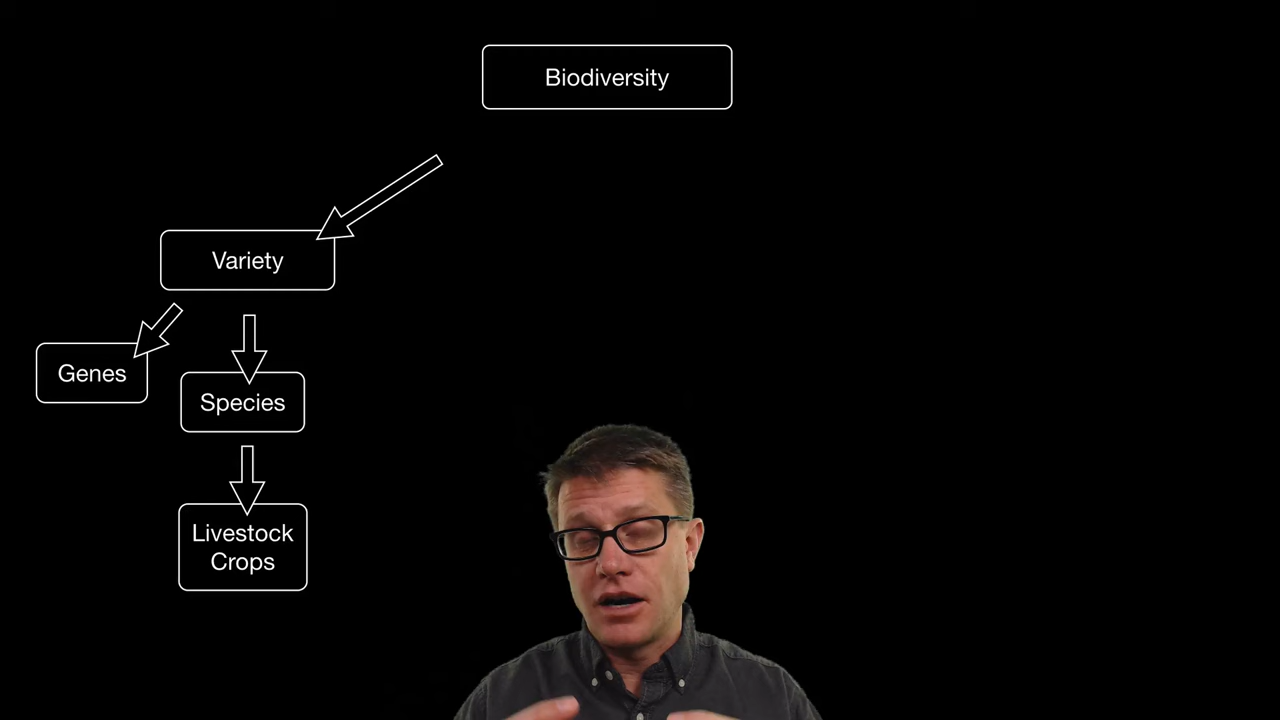 Biodiversity
Variety
Genes
Species
Livestock
Crops